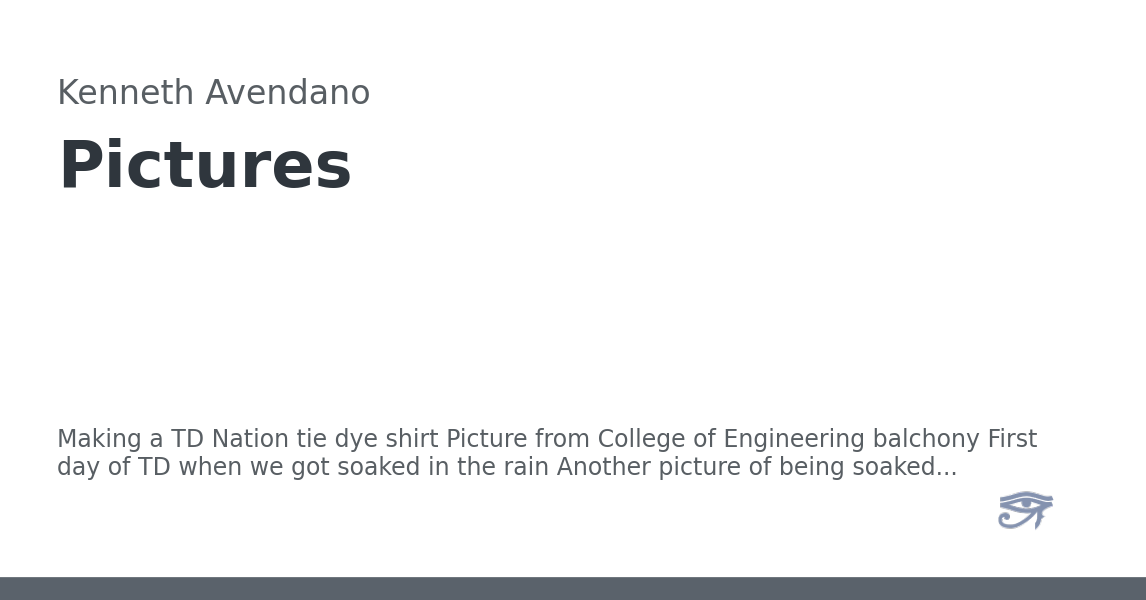 Kenneth Avendano
Pictures
Making a TD Nation tie dye shirt Picture from College of Engineering balchony First
day of TD when we got soaked in the rain Another picture of being soaked...